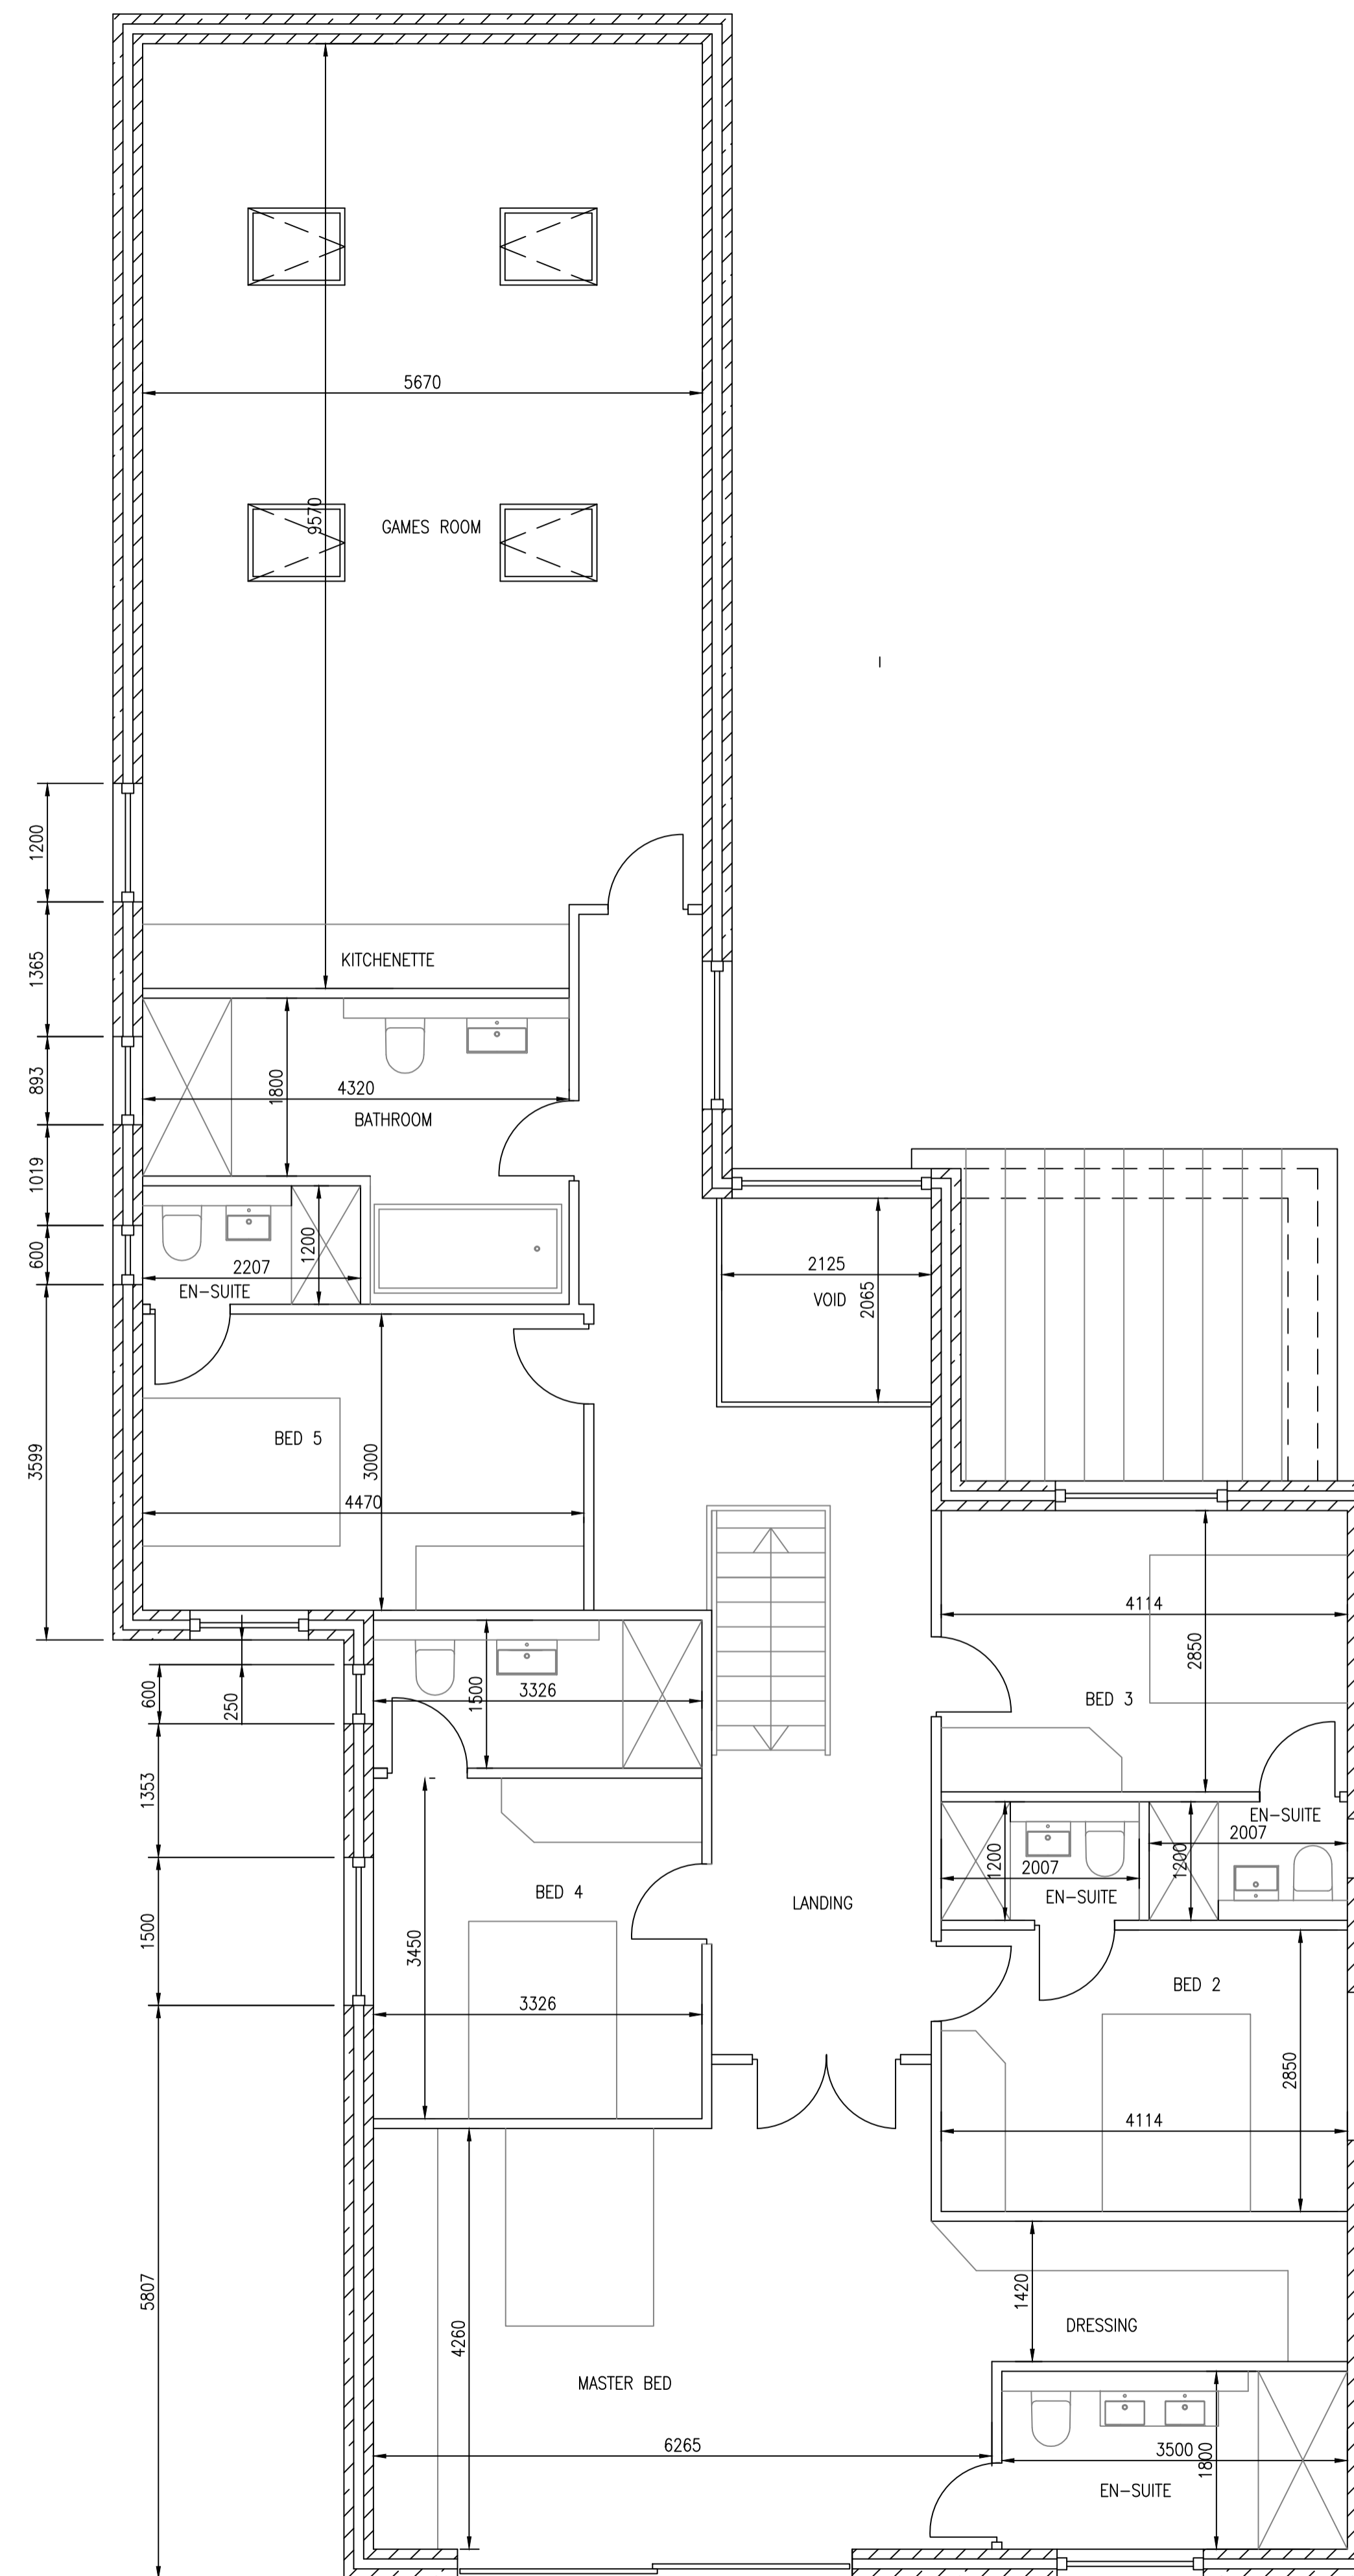 5670
9570
GAMES ROOM
1200
1365
KITCHENETTE
893
1800
4320
BATHROOM
1019
600
1200
2207
EN-SUITE
2125
2065
VOID
3599
BED 5
3000
4470
4114
2850
BED 3
600
250
1500
3326
1353
EN-SUITE
2007
1200
1200
2007
EN-SUITE
BED 4
LANDING
1500
3450
3326
BED 2
2850
4114
5807
1420
DRESSING
4260
MASTER BED
6265
3500
1800
EN-SUITE